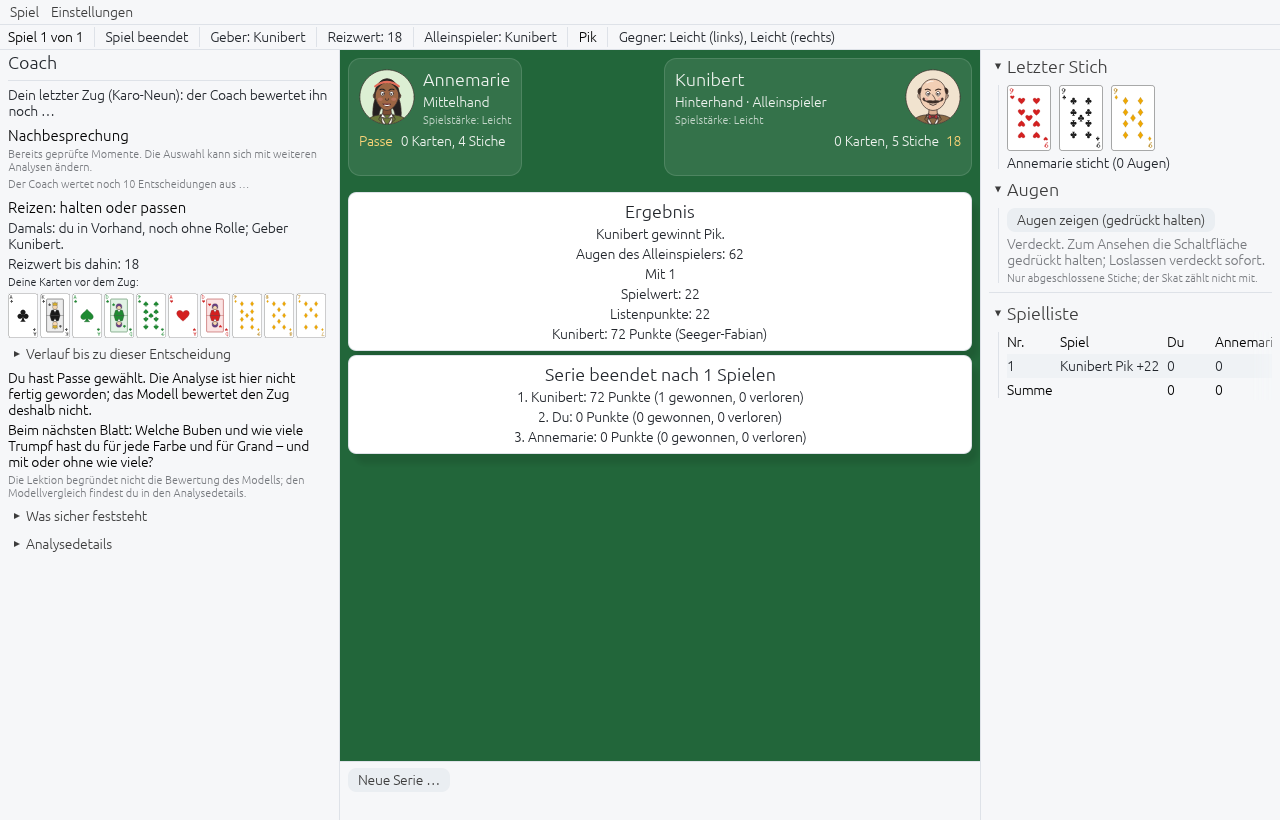 Spiel Einstellungen
Spiel 1 von 1 Spiel beendet Geber: Kunibert Reizwert: 18 Alleinspieler: Kunibert Pik Gegner: Leicht (links), Leicht (rechts)
Coach
Dein letzter Zug (Karo-Neun): der Coach bewertet ihn
noch …
Nachbesprechung
Bereits geprüfte Momente. Die Auswahl kann sich mit weiteren
Analysen ändern.
Der Coach wertet noch 10 Entscheidungen aus …
Reizen: halten oder passen
Damals: du in Vorhand, noch ohne Rolle; Geber
Kunibert.
Reizwert bis dahin: 18
Deine Karten vor dem Zug:
▸ Verlauf bis zu dieser Entscheidung
Du hast Passe gewählt. Die Analyse ist hier nicht
fertig geworden; das Modell bewertet den Zug
deshalb nicht.
Beim nächsten Blatt: Welche Buben und wie viele
Trumpf hast du für jede Farbe und für Grand – und
mit oder ohne wie viele?
Die Lektion begründet nicht die Bewertung des Modells; den
Modellvergleich findest du in den Analysedetails.
▸ Was sicher feststeht
▸ Analysedetails
Annemarie
Mittelhand
Spielstärke: Leicht
Passe 0 Karten, 4 Stiche
Kunibert
Hinterhand · Alleinspieler
Spielstärke: Leicht
0 Karten, 5 Stiche 18
Ergebnis
Kunibert gewinnt Pik.
Augen des Alleinspielers: 62
Mit 1
Spielwert: 22
Listenpunkte: 22
Kunibert: 72 Punkte (Seeger-Fabian)
Serie beendet nach 1 Spielen
1. Kunibert: 72 Punkte (1 gewonnen, 0 verloren)
2. Du: 0 Punkte (0 gewonnen, 0 verloren)
3. Annemarie: 0 Punkte (0 gewonnen, 0 verloren)
Neue Serie …
▾ Letzter Stich
Annemarie sticht (0 Augen)
▾ Augen
Augen zeigen (gedrückt halten)
Verdeckt. Zum Ansehen die Schaltfläche
gedrückt halten; Loslassen verdeckt sofort.
Nur abgeschlossene Stiche; der Skat zählt nicht mit.
▾ Spielliste
Nr. Spiel Du Annemari
1 Kunibert Pik +22 0 0
Summe 0 0